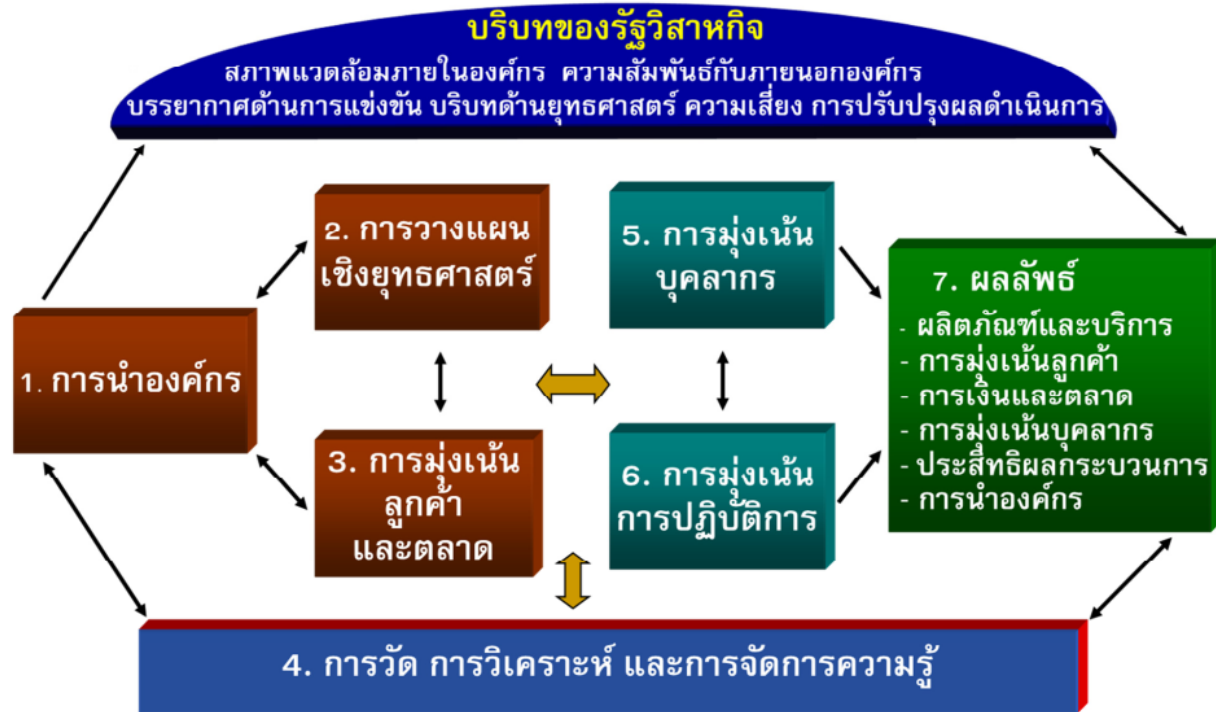 บริบทของรัฐวิสาหกิจ
สภาพแวดล้อมภายในองค์กร ความสัมพันธ์กับภายนอกองค์กร
บรรยากาศด้านการแข่งขัน บริบทด้านยุทธศาสตร์ ความเสี่ยง การปรับปรุงผลดำเนินการ
1. การนำองค์กร
2. การวางแผน
เชิงยุทธศาสตร์
3. การมุ่งเน้น
ลูกค้า
และตลาด
5. การมุ่งเน้น
บุคลากร
6. การมุ่งเน้น
การปฏิบัติการ
7. ผลลัพธ์
- ผลิตภัณฑ์และบริการ
- การมุ่งเน้นลูกค้า
- การเงินและตลาด
- การมุ่งเน้นบุคลากร
- ประสิทธิผลกระบวนการ
- การนำองค์กร
4. การวัด การวิเคราะห์ และการจัดการความรู้